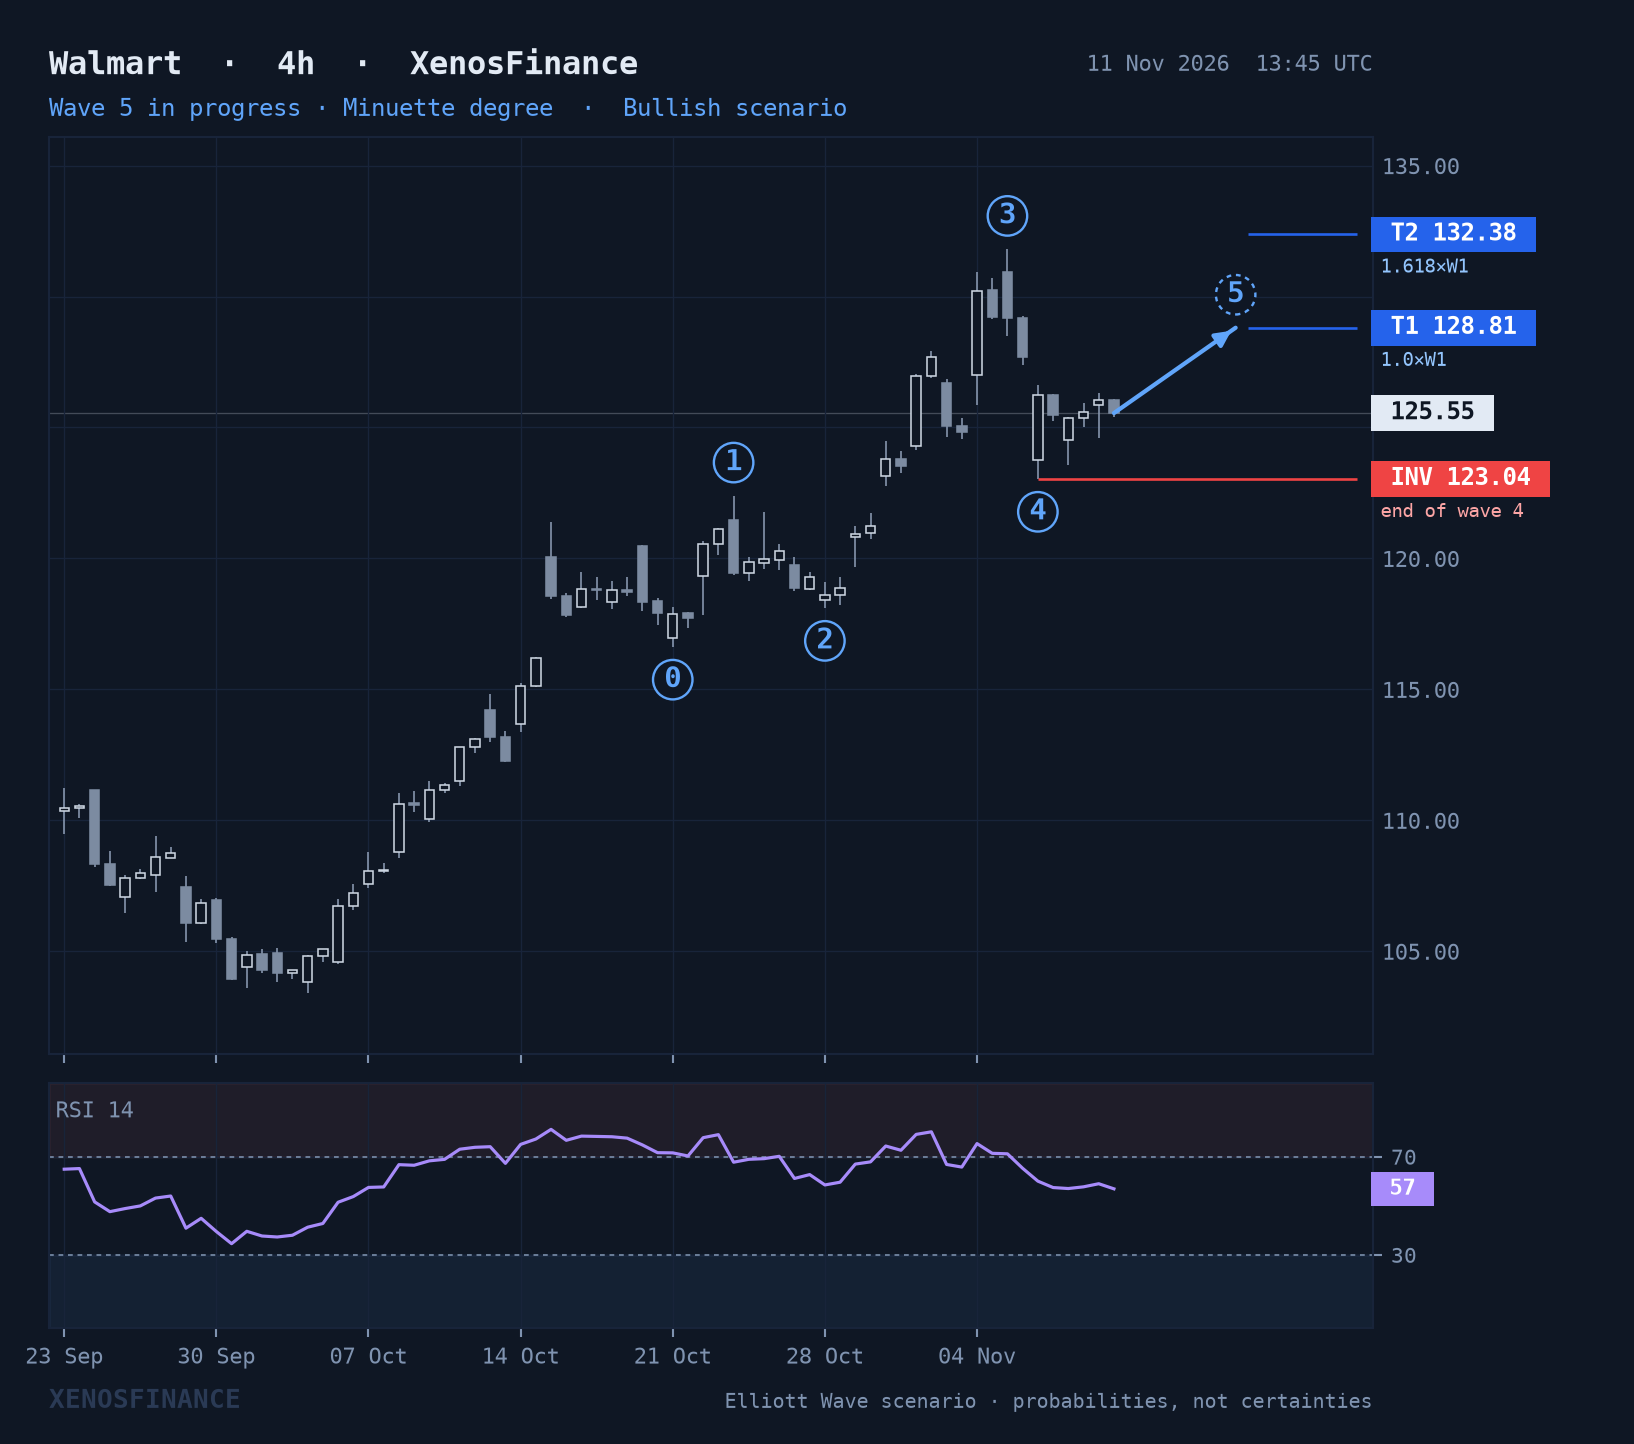 Walmart · 4h · XenosFinance
11 Nov 2026 13:45 UTC
Wave 5 in progress · Minuette degree · Bullish scenario
135.00
3
T2 132.38
1.618×W1
5
T1 128.81
1.0×W1
125.55
1
INV 123.04
4
end of wave 4
120.00
2
0
115.00
110.00
105.00
RSI 14
70
57
30
23 Sep
30 Sep
07 Oct
14 Oct
21 Oct
28 Oct
04 Nov
XENOSFINANCE
Elliott Wave scenario · probabilities, not certainties